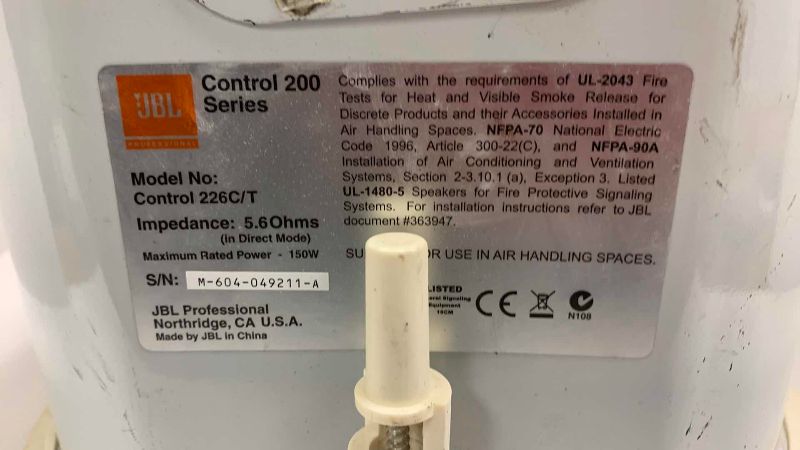 JBL
PROFESSIONAL
Control 200
Series
Model No:
Control 226C/T
Impedance: 5.6Ohms
(in Direct Mode)
Maximum Rated Power - 150W
S/N: M-604-049211-A
JBL Professional
Northridge, CA U.S.A.
Made by JBL in China
Complies with the requirements of UL-2043 Fire
Tests for Heat and Visible Smoke Release for
Discrete Products and their Accessories Installed in
Air Handling Spaces. NFPA-70 National Electric
Code 1996, Article 300-22(C), and NFPA-90A
Installation of Air Conditioning and Ventilation
Systems, Section 2-3.10.1 (a), Exception 3. Listed
UL-1480-5 Speakers for Fire Protective Signaling
Systems. For installation instructions refer to JBL
document #363947.
OR USE IN AIR HANDLING SPACES.
LISTED
Signaling
Equipment
CE
N108